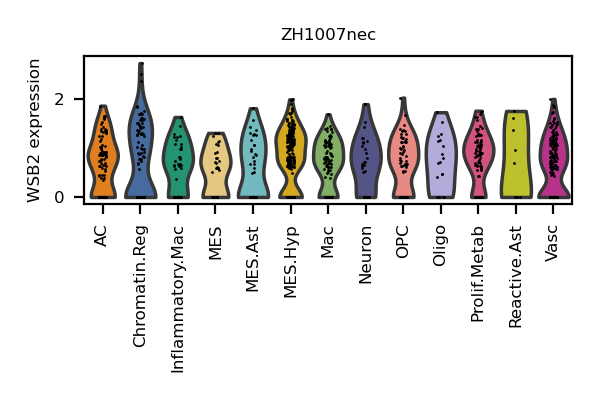 ZH1007nec
WSB2 expression
2
0
AC
Chromatin.Reg
Inflammatory.Mac
MES
MES.Ast
MES.Hyp
Mac
Neuron
OPC
Oligo
Prolif.Metab
Reactive.Ast
Vasc